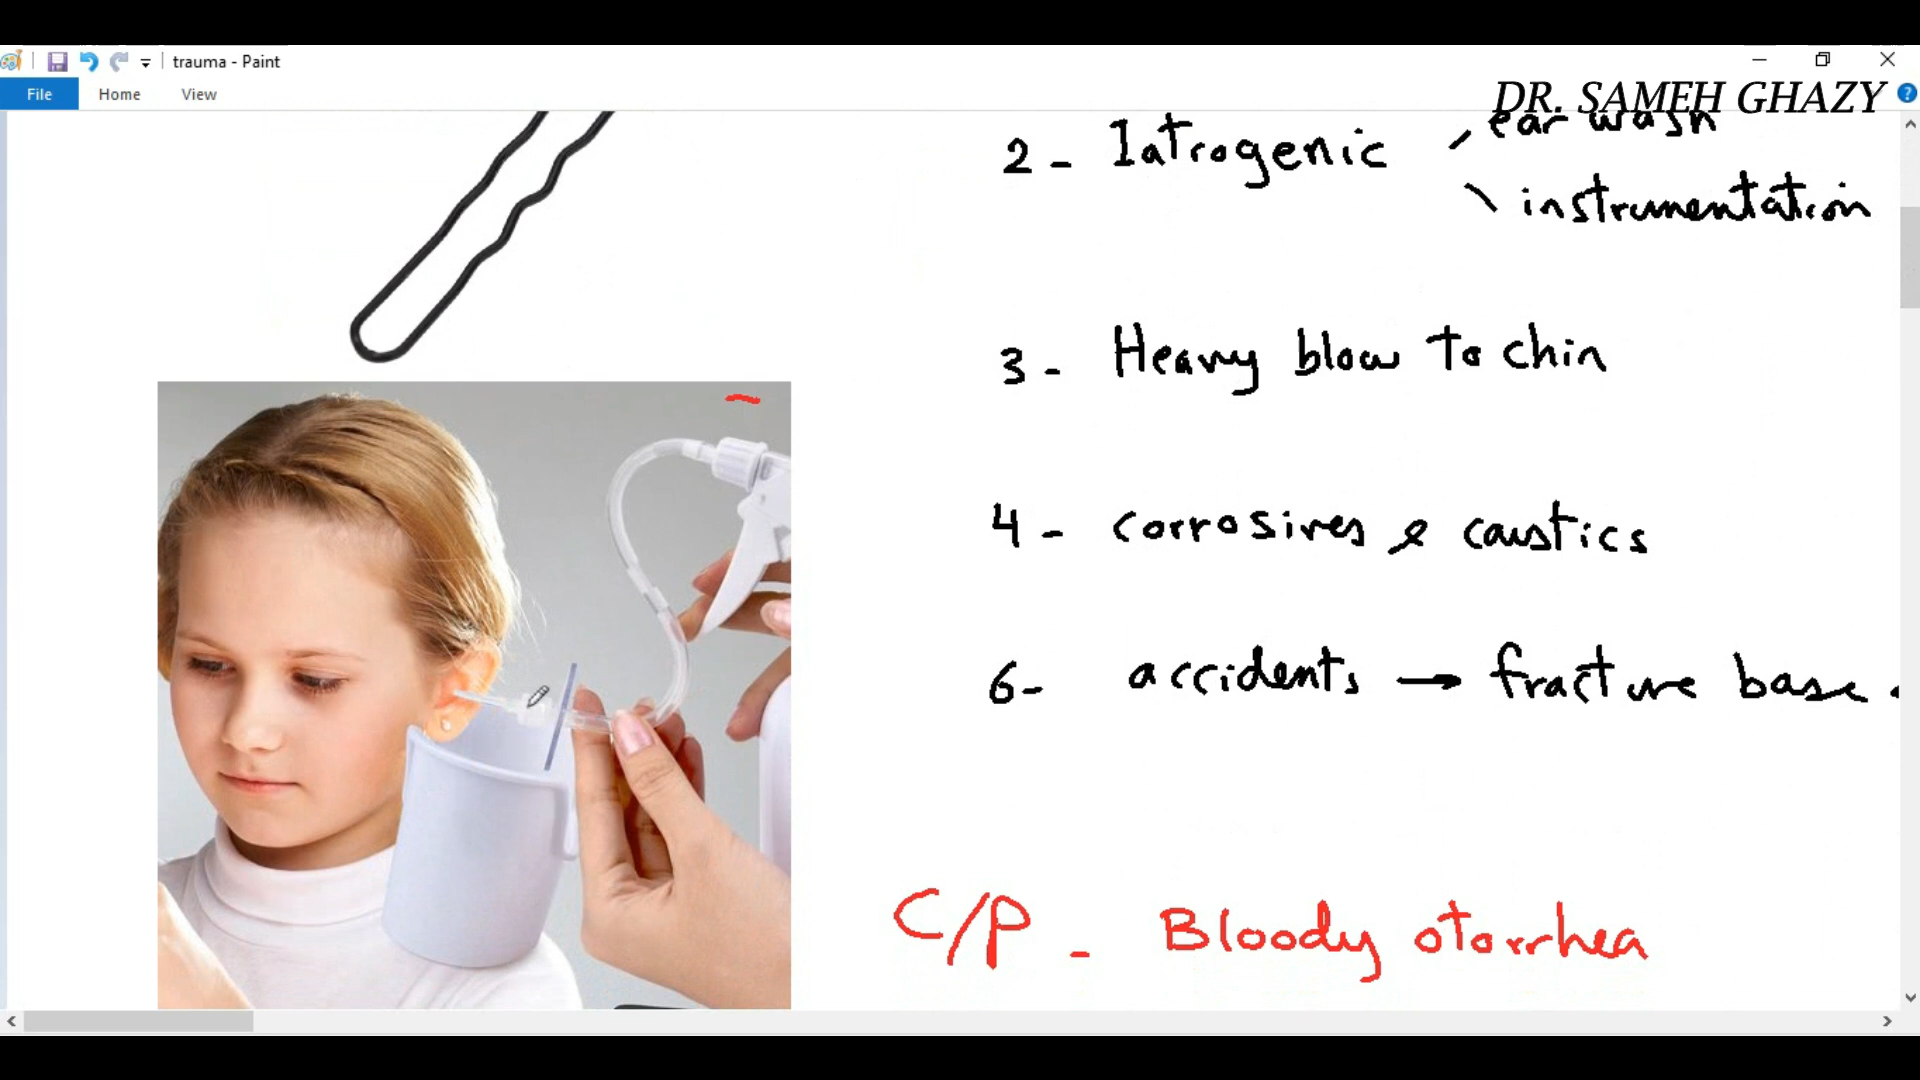 trauma - Paint
File Home View
DR. SAMEH GHAZY
ear wash
2 - Iatrogenic
instrumentation
3 - Heavy blow to chin
4 - corrosives & caustics
6 - accidents → fracture base
C/P - Bloody otorrhea